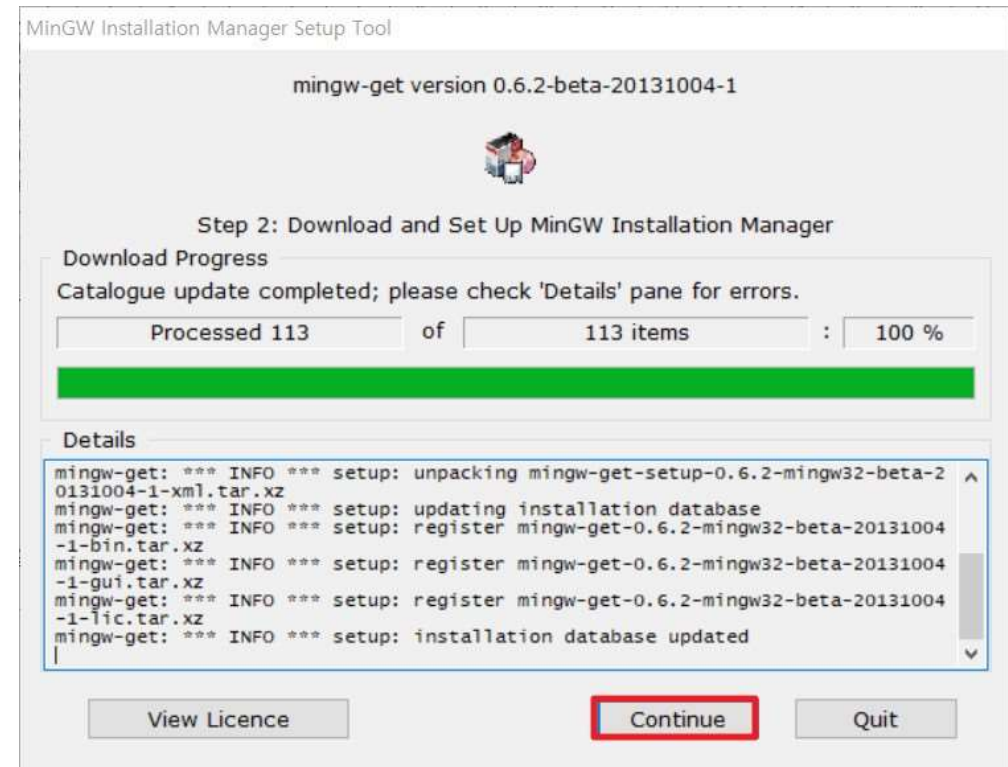 MinGW Installation Manager Setup Tool
mingw-get version 0.6.2-beta-20131004-1
Step 2: Download and Set Up MinGW Installation Manager
Download Progress
Catalogue update completed; please check 'Details' pane for errors.
Processed 113 of 113 items : 100 %
Details
mingw-get: *** INFO *** setup: unpacking mingw-get-setup-0.6.2-mingw32-beta-2
0131004-1-xml.tar.xz
mingw-get: *** INFO *** setup: updating installation database
mingw-get: *** INFO *** setup: register mingw-get-0.6.2-mingw32-beta-20131004
-1-bin.tar.xz
mingw-get: *** INFO *** setup: register mingw-get-0.6.2-mingw32-beta-20131004
-1-gui.tar.xz
mingw-get: *** INFO *** setup: register mingw-get-0.6.2-mingw32-beta-20131004
-1-lic.tar.xz
mingw-get: *** INFO *** setup: installation database updated
View Licence Continue Quit